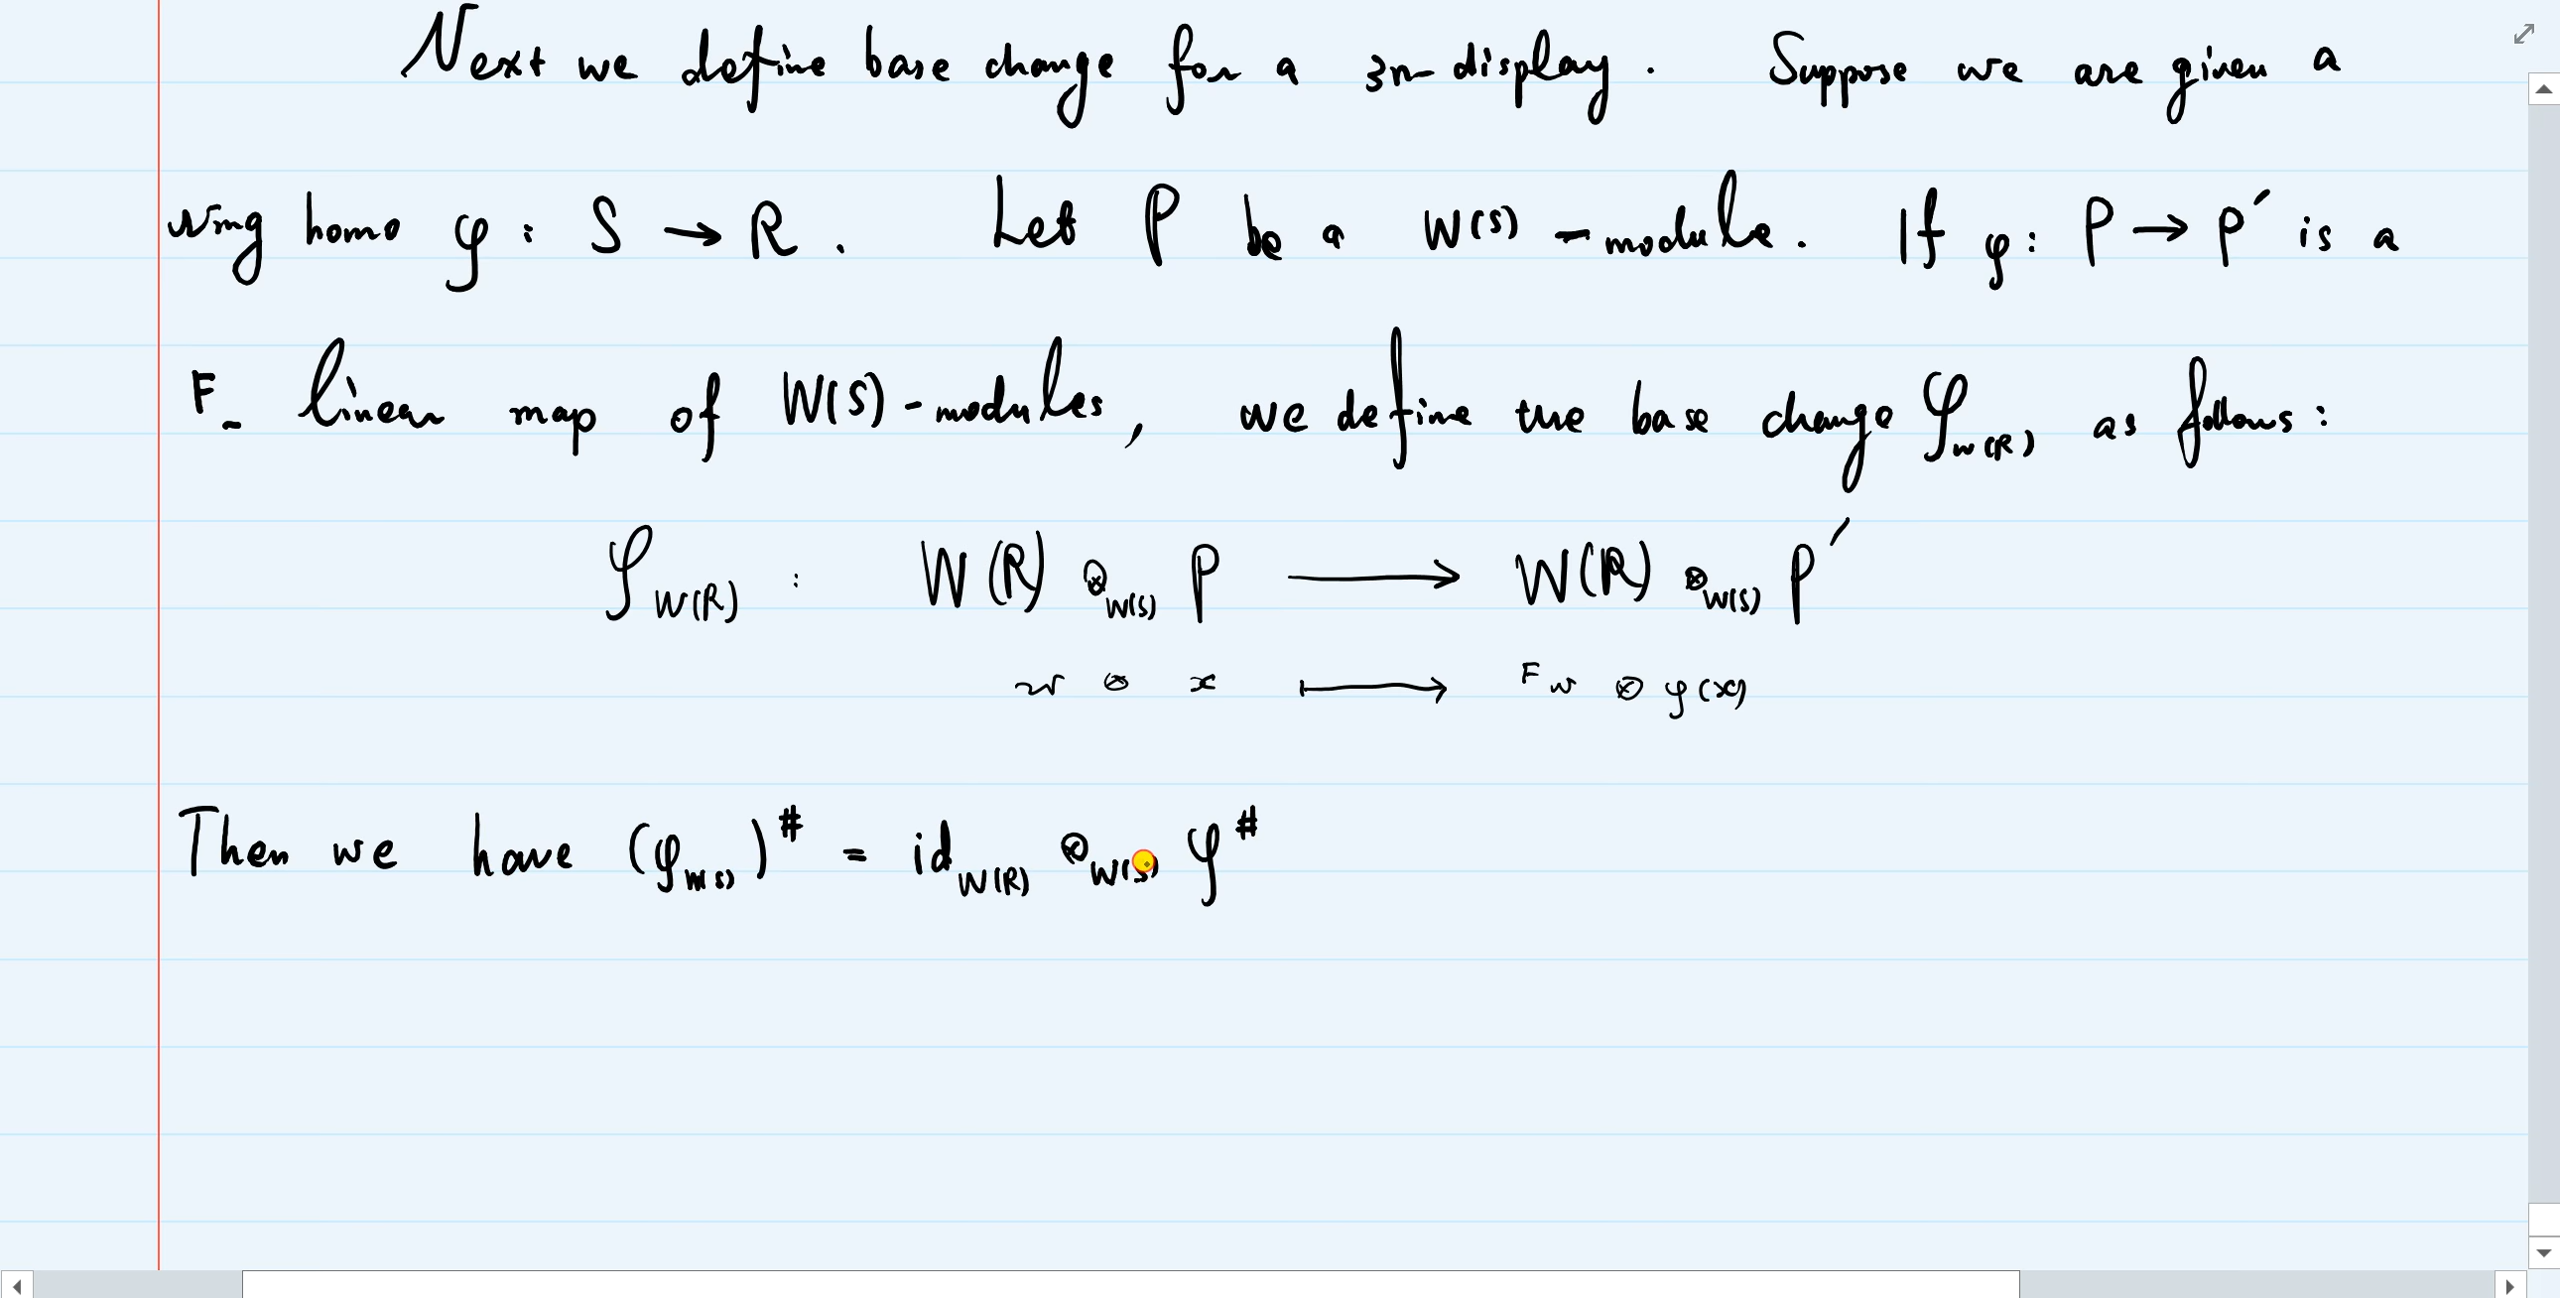 Next we define base change for a 3n-display. Suppose we are given a
ring homo φ : S → R. Let P be a W(S)-module. If φ: P → P′ is a
F- linear map of W(S)-modules, we define the base change φ_{W(R)} as follows:
φ_{W(R)} : W(R) ⊗_{W(S)} P ⟶ W(R) ⊗_{W(S)} P′
w ⊗ x ⟼ ^F w ⊗ φ(x)
Then we have (φ_{W(S)})^# = id_{W(R)} ⊗_{W(S)} φ^#